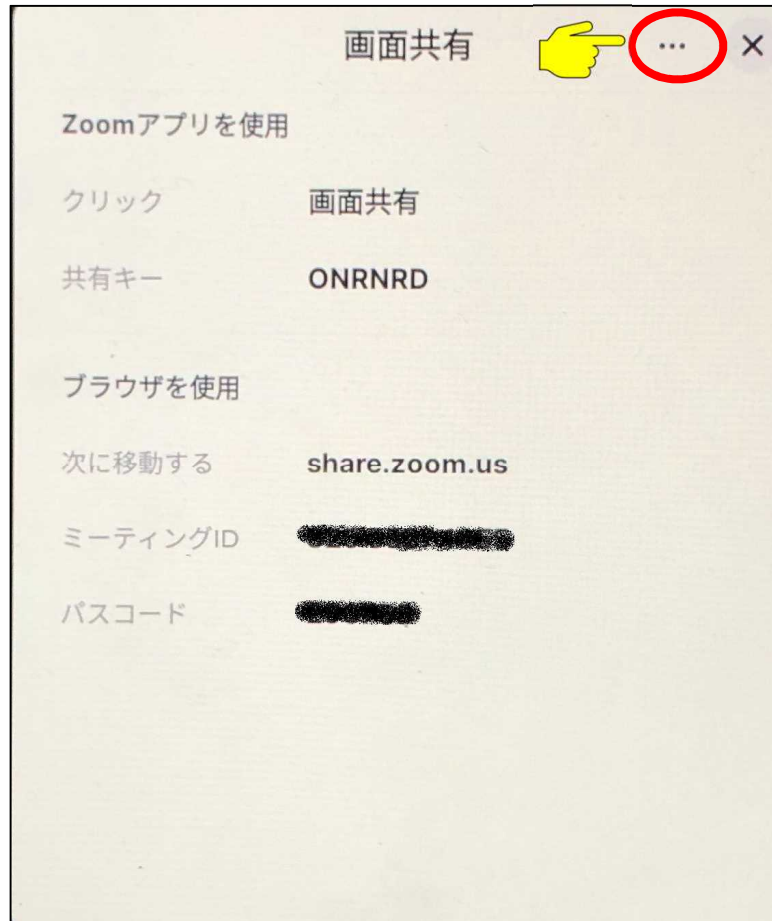 画面共有 ... ×
Zoomアプリを使用
クリック 画面共有
共有キー ONRNRD
ブラウザを使用
次に移動する share.zoom.us
ミーティングID
パスコード